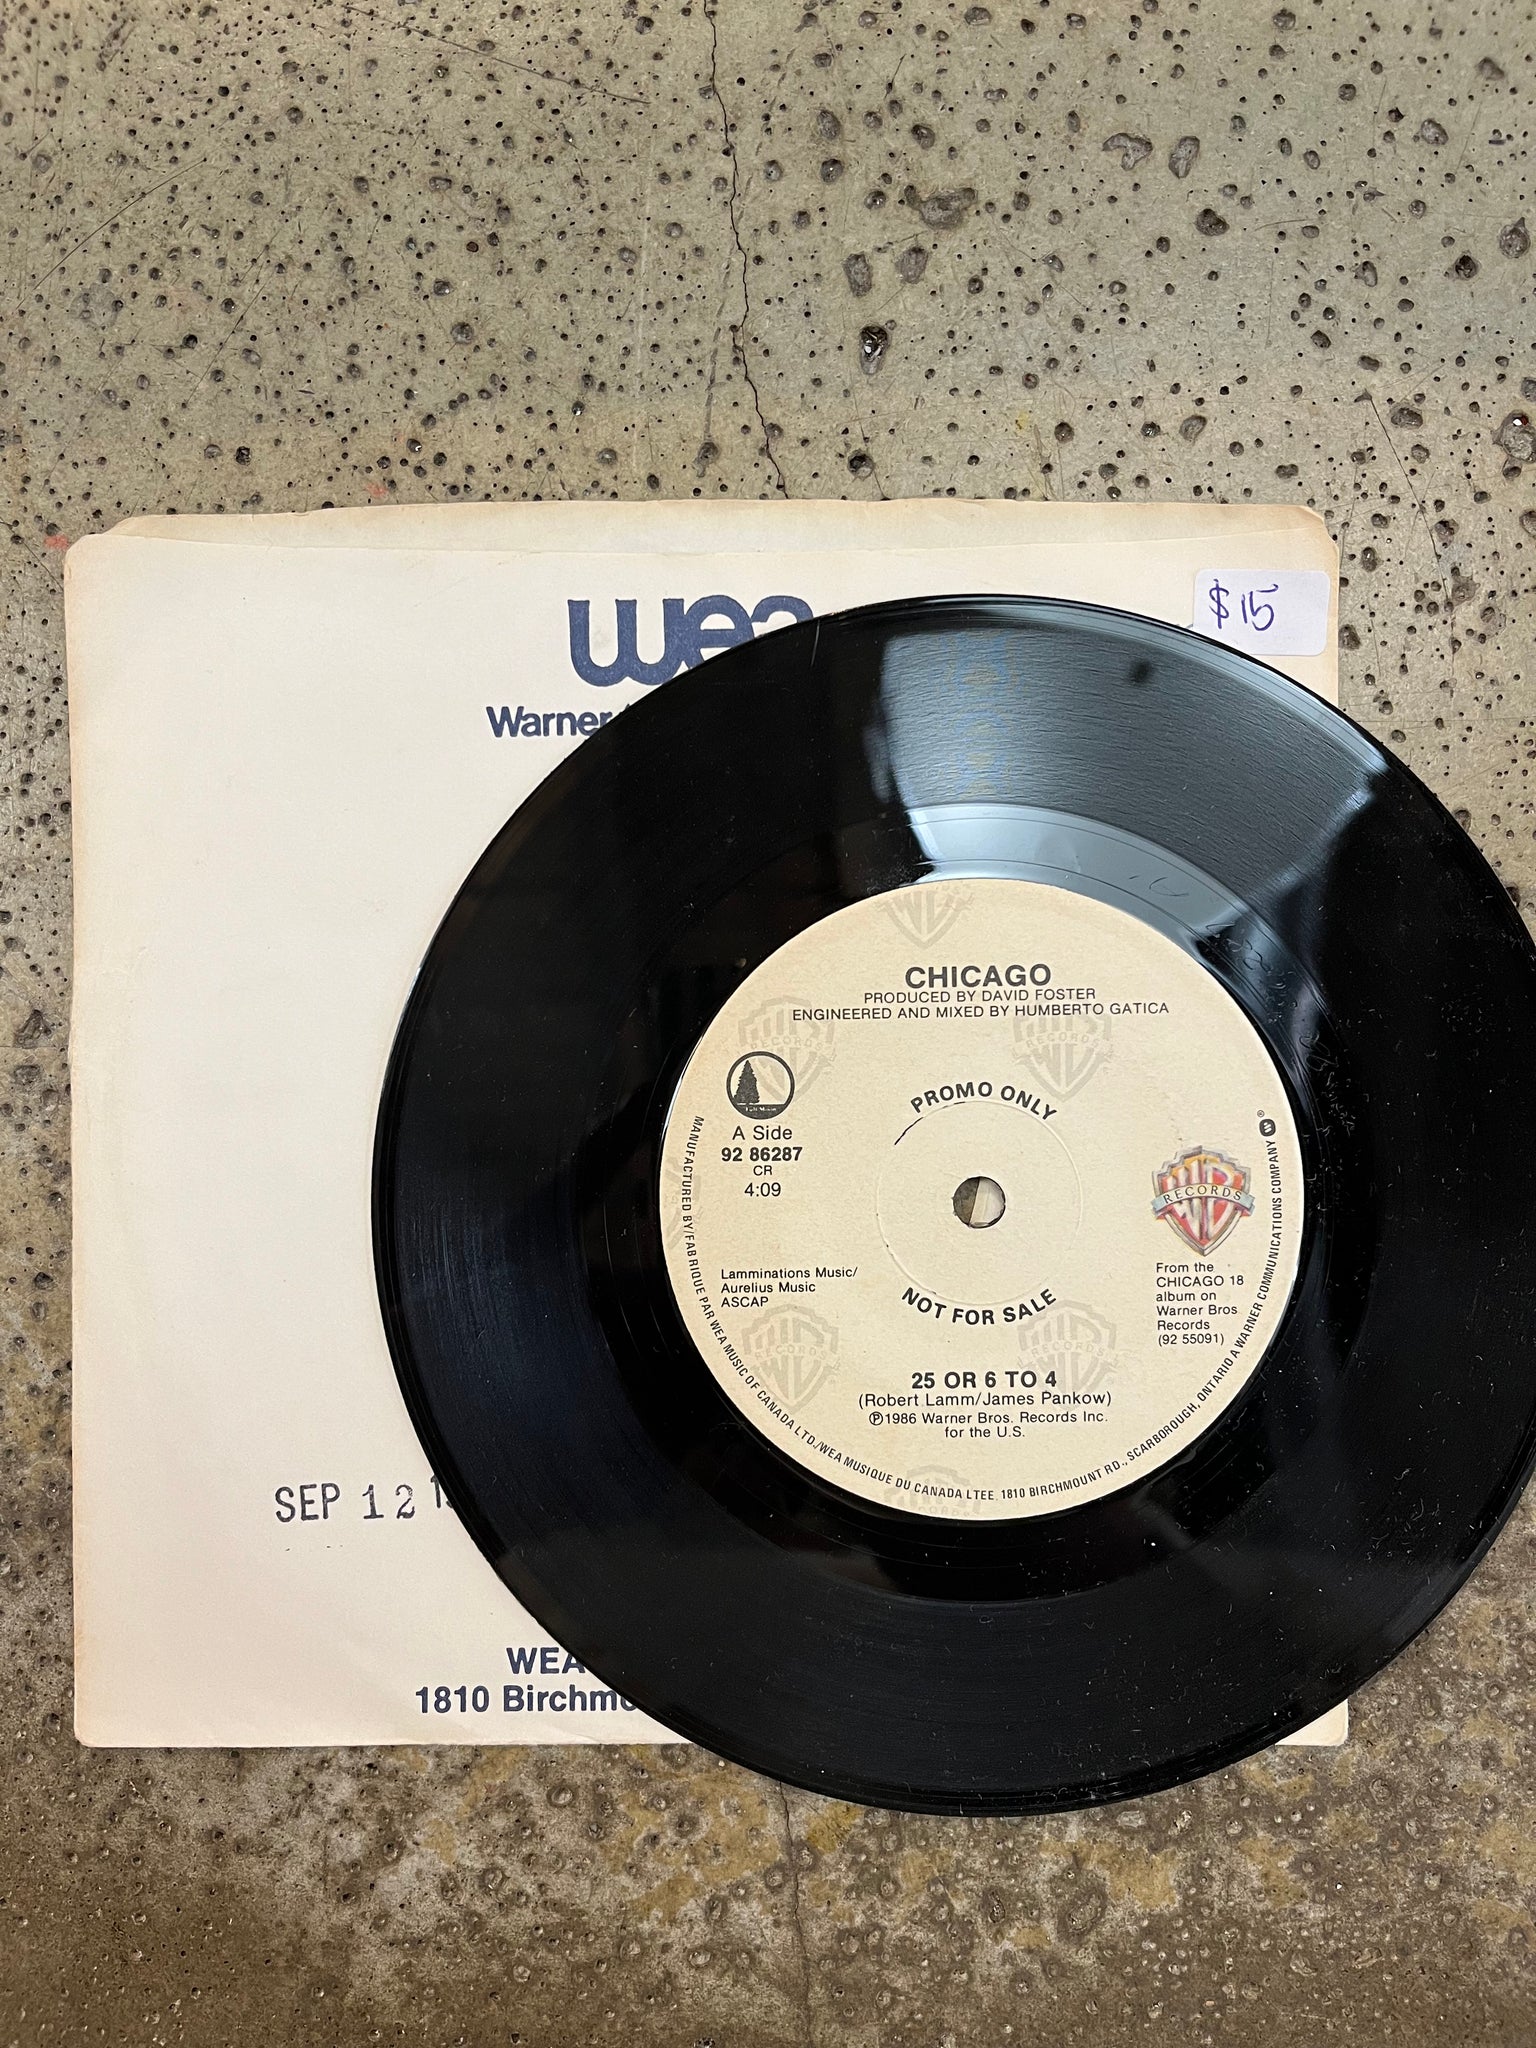 wea
Warner
$15
CHICAGO
PRODUCED BY DAVID FOSTER
ENGINEERED AND MIXED BY HUMBERTO GATICA
PROMO ONLY
Full Moon
A Side
92 86287
CR
4:09
RECORDS
Lamminations Music/
Aurelius Music
ASCAP
From the
CHICAGO 18
album on
Warner Bros
Records
(92 55091)
NOT FOR SALE
25 OR 6 TO 4
(Robert Lamm/James Pankow)
℗1986 Warner Bros. Records Inc.
for the U.S.
MANUFACTURED BY/FABRIQUE PAR WEA MUSIC OF CANADA LTD./WEA MUSIQUE DU CANADA LTEE, 1810 BIRCHMOUNT RD., SCARBOROUGH, ONTARIO A WARNER COMMUNICATIONS COMPANY ®
SEP 12
WEA
1810 Birchmo